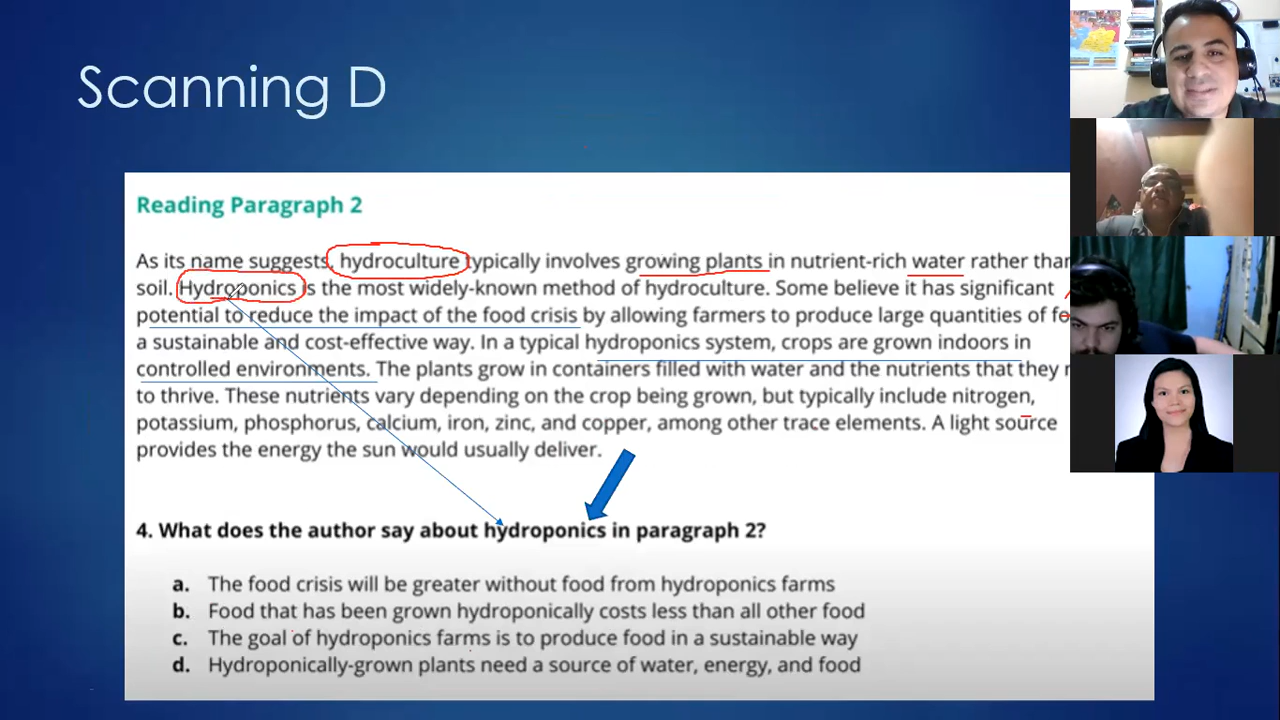 Scanning D
Reading Paragraph 2
As its name suggests, hydroculture typically involves growing plants in nutrient-rich water rather than
soil. Hydroponics is the most widely-known method of hydroculture. Some believe it has significant
potential to reduce the impact of the food crisis by allowing farmers to produce large quantities of
a sustainable and cost-effective way. In a typical hydroponics system, crops are grown indoors in
controlled environments. The plants grow in containers filled with water and the nutrients that they
to thrive. These nutrients vary depending on the crop being grown, but typically include nitrogen,
potassium, phosphorus, calcium, iron, zinc, and copper, among other trace elements. A light source
provides the energy the sun would usually deliver.
4. What does the author say about hydroponics in paragraph 2?
a. The food crisis will be greater without food from hydroponics farms
b. Food that has been grown hydroponically costs less than all other food
c. The goal of hydroponics farms is to produce food in a sustainable way
d. Hydroponically-grown plants need a source of water, energy, and food